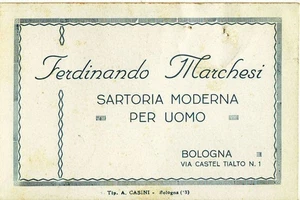 Ferdinando Marchesi
SARTORIA MODERNA
PER UOMO
BOLOGNA
VIA CASTEL TIALTO N. 1
Tip. A. CASINI - Bologna